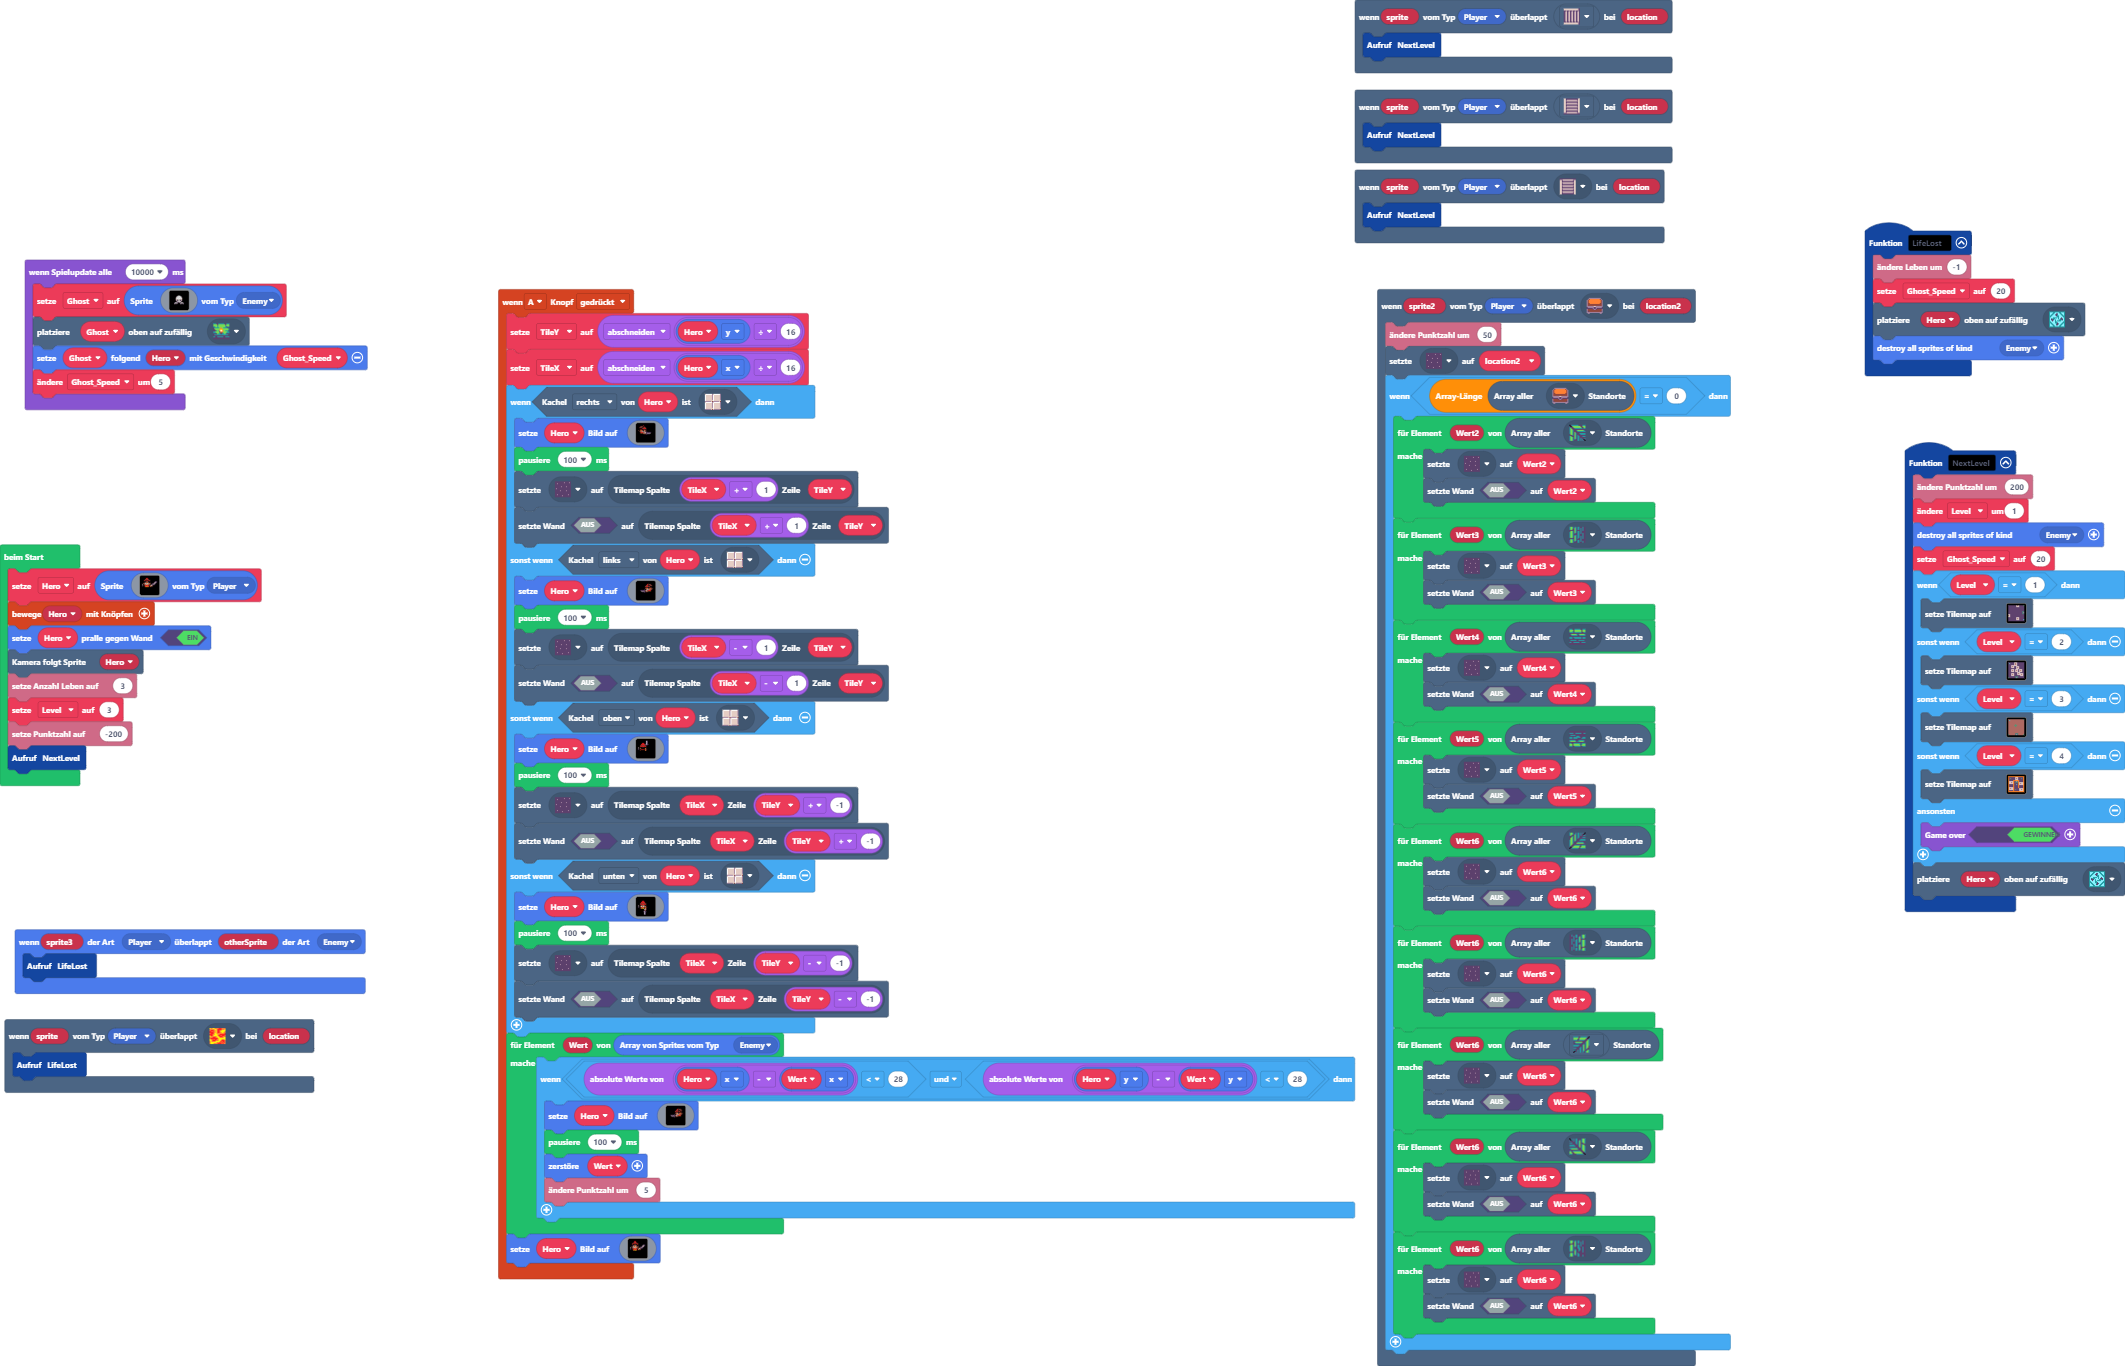 wenn Spielupdate alle 10000 ms
setze Ghost auf Sprite vom Typ Enemy
platziere Ghost oben auf zufällig
setze Ghost folgend Hero mit Geschwindigkeit Ghost_Speed
ändere Ghost_Speed um 5
beim Start
setze Hero auf Sprite vom Typ Player
bewege Hero mit Knöpfen
setze Hero pralle gegen Wand EIN
Kamera folgt Sprite Hero
setze Anzahl Leben auf 3
setze Level auf 3
setze Punktzahl auf -200
Aufruf NextLevel
wenn sprite3 der Art Player überlappt otherSprite der Art Enemy
Aufruf LifeLost
wenn sprite vom Typ Player überlappt bei location
Aufruf LifeLost
wenn A Knopf gedrückt
setze TileY auf abschneiden Hero y ÷ 16
setze TileX auf abschneiden Hero x ÷ 16
wenn Kachel rechts von Hero ist dann
setze Hero Bild auf
pausiere 100 ms
setzte auf Tilemap Spalte TileX + 1 Zeile TileY
setzte Wand AUS auf Tilemap Spalte TileX + 1 Zeile TileY
sonst wenn Kachel links von Hero ist dann
setze Hero Bild auf
pausiere 100 ms
setzte auf Tilemap Spalte TileX - 1 Zeile TileY
setzte Wand AUS auf Tilemap Spalte TileX - 1 Zeile TileY
sonst wenn Kachel oben von Hero ist dann
setze Hero Bild auf
pausiere 100 ms
setzte auf Tilemap Spalte TileX Zeile TileY + -1
setzte Wand AUS auf Tilemap Spalte TileX Zeile TileY + -1
sonst wenn Kachel unten von Hero ist dann
setze Hero Bild auf
pausiere 100 ms
setzte auf Tilemap Spalte TileX Zeile TileY - -1
setzte Wand AUS auf Tilemap Spalte TileX Zeile TileY - -1
für Element Wert von Array von Sprites vom Typ Enemy
mache
wenn absolute Werte von Hero x - Wert x < 28 und absolute Werte von Hero y - Wert y < 28 dann
setze Hero Bild auf
pausiere 100 ms
zerstöre Wert
ändere Punktzahl um 5
setze Hero Bild auf
wenn sprite vom Typ Player überlappt bei location
Aufruf NextLevel
wenn sprite vom Typ Player überlappt bei location
Aufruf NextLevel
wenn sprite vom Typ Player überlappt bei location
Aufruf NextLevel
wenn sprite2 vom Typ Player überlappt bei location2
ändere Punktzahl um 50
setzte auf location2
wenn Array-Länge Array aller Standorte = 0 dann
für Element Wert2 von Array aller Standorte
mache
setzte auf Wert2
setzte Wand AUS auf Wert2
für Element Wert3 von Array aller Standorte
mache
setzte auf Wert3
setzte Wand AUS auf Wert3
für Element Wert4 von Array aller Standorte
mache
setzte auf Wert4
setzte Wand AUS auf Wert4
für Element Wert5 von Array aller Standorte
mache
setzte auf Wert5
setzte Wand AUS auf Wert5
für Element Wert6 von Array aller Standorte
mache
setzte auf Wert6
setzte Wand AUS auf Wert6
für Element Wert6 von Array aller Standorte
mache
setzte auf Wert6
setzte Wand AUS auf Wert6
für Element Wert6 von Array aller Standorte
mache
setzte auf Wert6
setzte Wand AUS auf Wert6
für Element Wert6 von Array aller Standorte
mache
setzte auf Wert6
setzte Wand AUS auf Wert6
für Element Wert6 von Array aller Standorte
mache
setzte auf Wert6
setzte Wand AUS auf Wert6
Funktion LifeLost
ändere Leben um -1
setze Ghost_Speed auf 20
platziere Hero oben auf zufällig
destroy all sprites of kind Enemy
Funktion NextLevel
ändere Punktzahl um 200
ändere Level um 1
destroy all sprites of kind Enemy
setze Ghost_Speed auf 20
wenn Level = 1 dann
setze Tilemap auf
sonst wenn Level = 2 dann
setze Tilemap auf
sonst wenn Level = 3 dann
setze Tilemap auf
sonst wenn Level = 4 dann
setze Tilemap auf
ansonsten
Game over GEWINNE
platziere Hero oben auf zufällig